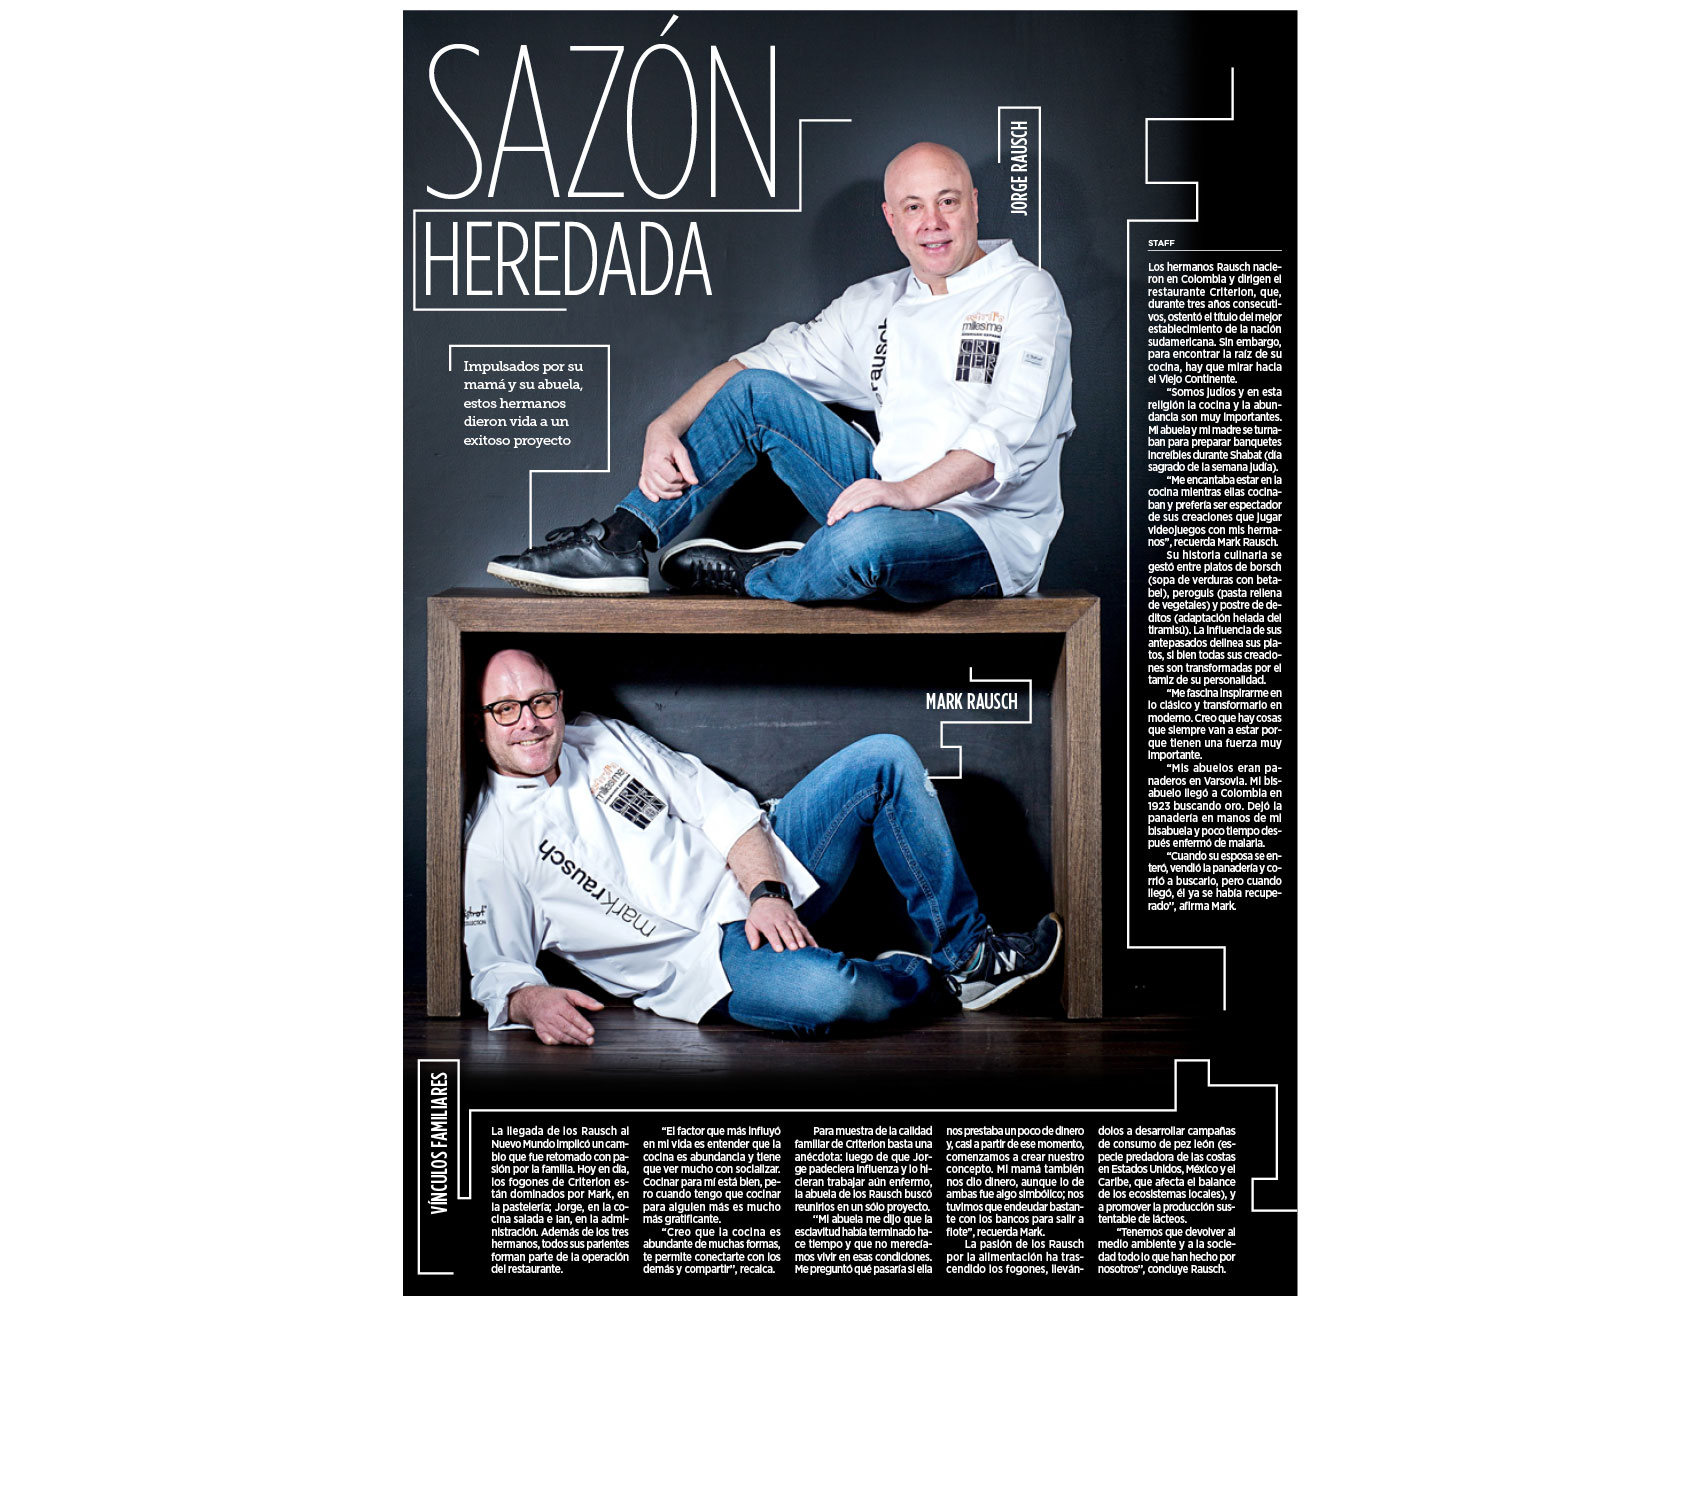 SAZÓN
HEREDADA
Impulsados por su
mamá y su abuela,
estos hermanos
dieron vida a un
exitoso proyecto
JORGE RAUSCH
rausch
millesime
CRITERION
MARK RAUSCH
millesime
markrausch
STAFF
Los hermanos Rausch nacie-
ron en Colombia y dirigen el
restaurante Criterion, que,
durante tres años consecuti-
vos, ostentó el título del mejor
establecimiento de la nación
sudamericana. Sin embargo,
para encontrar la raíz de su
cocina, hay que mirar hacia
el Viejo Continente.
“Somos judíos y en esta
religión la cocina y la abun-
dancia son muy importantes.
Mi abuela y mi madre se turna-
ban para preparar banquetes
increíbles durante Shabat (día
sagrado de la semana judía).
“Me encantaba estar en la
cocina mientras ellas cocina-
ban y prefería ser espectador
de sus creaciones que jugar
videojuegos con mis herma-
nos”, recuerda Mark Rausch.
Su historia culinaria se
gestó entre platos de borsch
(sopa de verduras con beta-
bel), peroguis (pasta rellena
de vegetales) y postre de de-
ditos (adaptación helada del
tiramisú). La influencia de sus
antepasados delinea sus pla-
tos, si bien todas sus creacio-
nes son transformadas por el
tamiz de su personalidad.
“Me fascina inspirarme en
lo clásico y transformarlo en
moderno. Creo que hay cosas
que siempre van a estar por-
que tienen una fuerza muy
importante.
“Mis abuelos eran pa-
naderos en Varsovia. Mi bis-
abuelo llegó a Colombia en
1923 buscando oro. Dejó la
panadería en manos de mi
bisabuela y poco tiempo des-
pués enfermó de malaria.
“Cuando su esposa se en-
teró, vendió la panadería y co-
rrió a buscarlo, pero cuando
llegó, él ya se había recupe-
rado”, afirma Mark.
VÍNCULOS FAMILIARES
La llegada de los Rausch al
Nuevo Mundo implicó un cam-
bio que fue retomado con pa-
sión por la familia. Hoy en día,
los fogones de Criterion es-
tán dominados por Mark, en
la pastelería; Jorge, en la co-
cina salada e Ian, en la admi-
nistración. Además de los tres
hermanos, todos sus parientes
forman parte de la operación
del restaurante.
“El factor que más influyó
en mi vida es entender que la
cocina es abundancia y tiene
que ver mucho con socializar.
Cocinar para mí está bien, pe-
ro cuando tengo que cocinar
para alguien más es mucho
más gratificante.
“Creo que la cocina es
abundante de muchas formas,
te permite conectarte con los
demás y compartir”, recalca.
Para muestra de la calidad
familiar de Criterion basta una
anécdota: luego de que Jor-
ge padeciera influenza y lo hi-
cieran trabajar aún enfermo,
la abuela de los Rausch buscó
reunirlos en un sólo proyecto.
“Mi abuela me dijo que la
esclavitud había terminado ha-
ce tiempo y que no merecía-
mos vivir en esas condiciones.
Me preguntó qué pasaría si ella
nos prestaba un poco de dinero
y, casi a partir de ese momento,
comenzamos a crear nuestro
concepto. Mi mamá también
nos dio dinero, aunque lo de
ambas fue algo simbólico; nos
tuvimos que endeudar bastan-
te con los bancos para salir a
flote”, recuerda Mark.
La pasión de los Rausch
por la alimentación ha tras-
cendido los fogones, lleván-
dolos a desarrollar campañas
de consumo de pez león (es-
pecie predadora de las costas
en Estados Unidos, México y el
Caribe, que afecta el balance
de los ecosistemas locales), y
a promover la producción sus-
tentable de lácteos.
“Tenemos que devolver al
medio ambiente y a la socie-
dad todo lo que han hecho por
nosotros”, concluye Rausch.